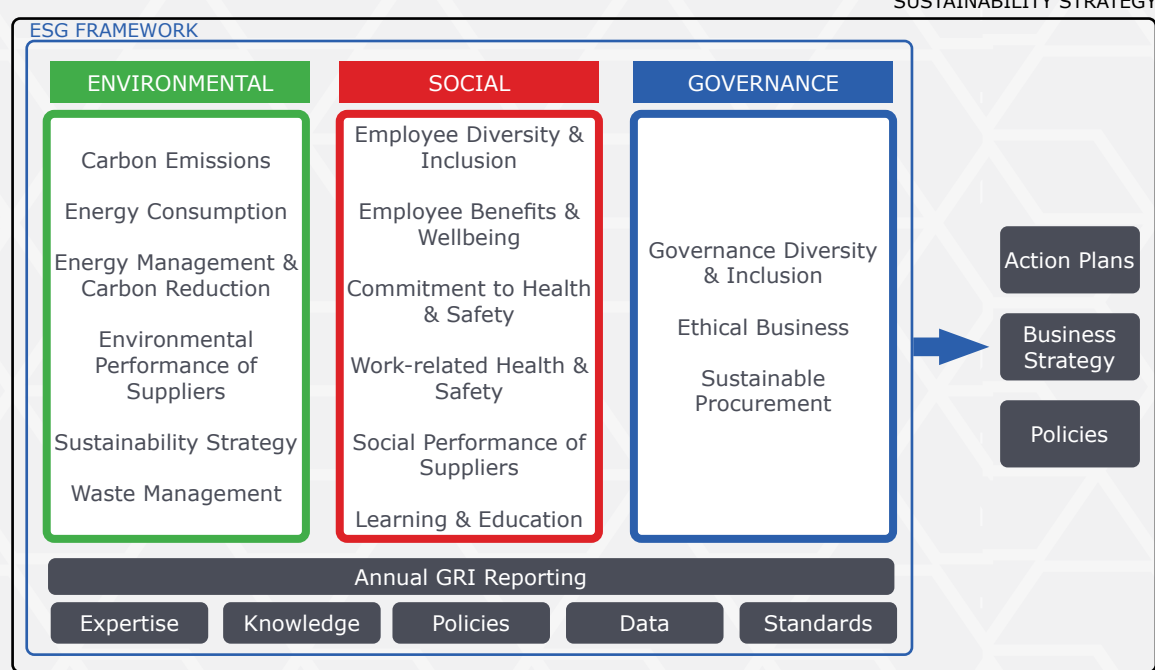 SUSTAINABILITY STRATEGY
ESG FRAMEWORK
ENVIRONMENTAL
Carbon Emissions
Energy Consumption
Energy Management &
Carbon Reduction
Environmental
Performance of
Suppliers
Sustainability Strategy
Waste Management
SOCIAL
Employee Diversity &
Inclusion
Employee Benefits &
Wellbeing
Commitment to Health
& Safety
Work-related Health &
Safety
Social Performance of
Suppliers
Learning & Education
GOVERNANCE
Governance Diversity
& Inclusion
Ethical Business
Sustainable
Procurement
Annual GRI Reporting
Expertise
Knowledge
Policies
Data
Standards
Action Plans
Business
Strategy
Policies